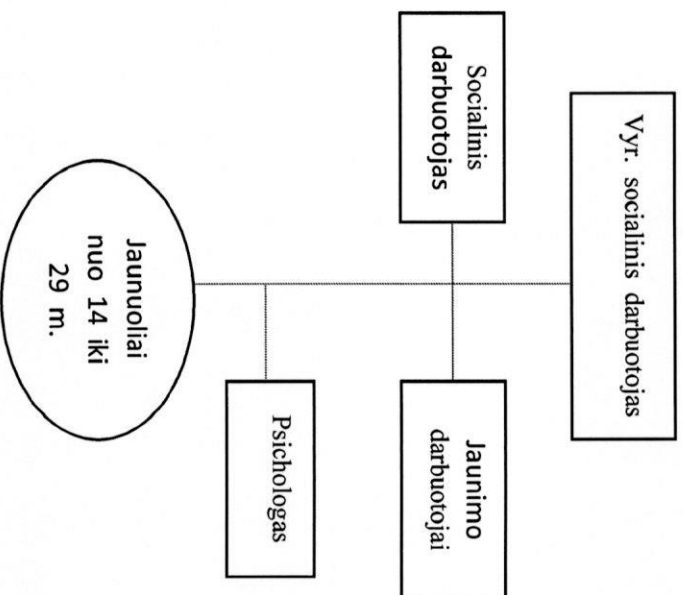 Vyr. socialinis darbuotojas
Socialinis
darbuotojas
Jaunimo
darbuotojai
Psichologas
Jaunuoliai
nuo 14 iki
29 m.